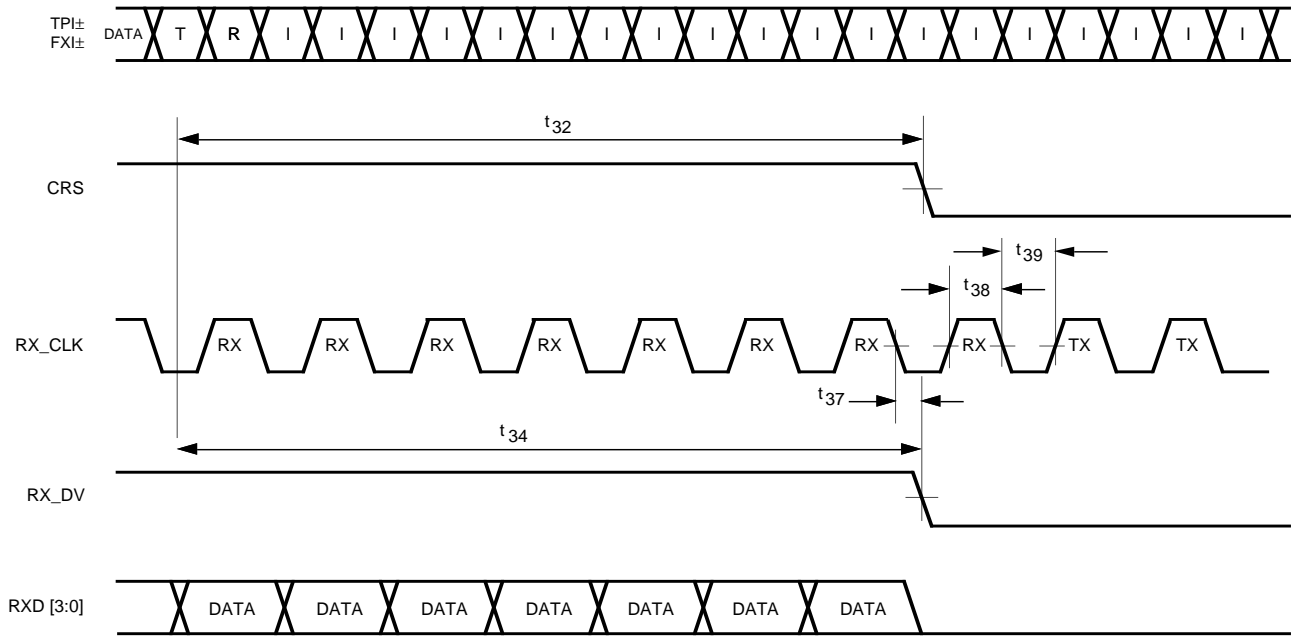 TPI±
FXI±
DATA T R I I I I I I I I I I I I I I I I I I I
t32
CRS
t39
t38
RX_CLK RX RX RX RX RX RX RX RX TX TX
t37
t34
RX_DV
RXD [3:0] DATA DATA DATA DATA DATA DATA DATA